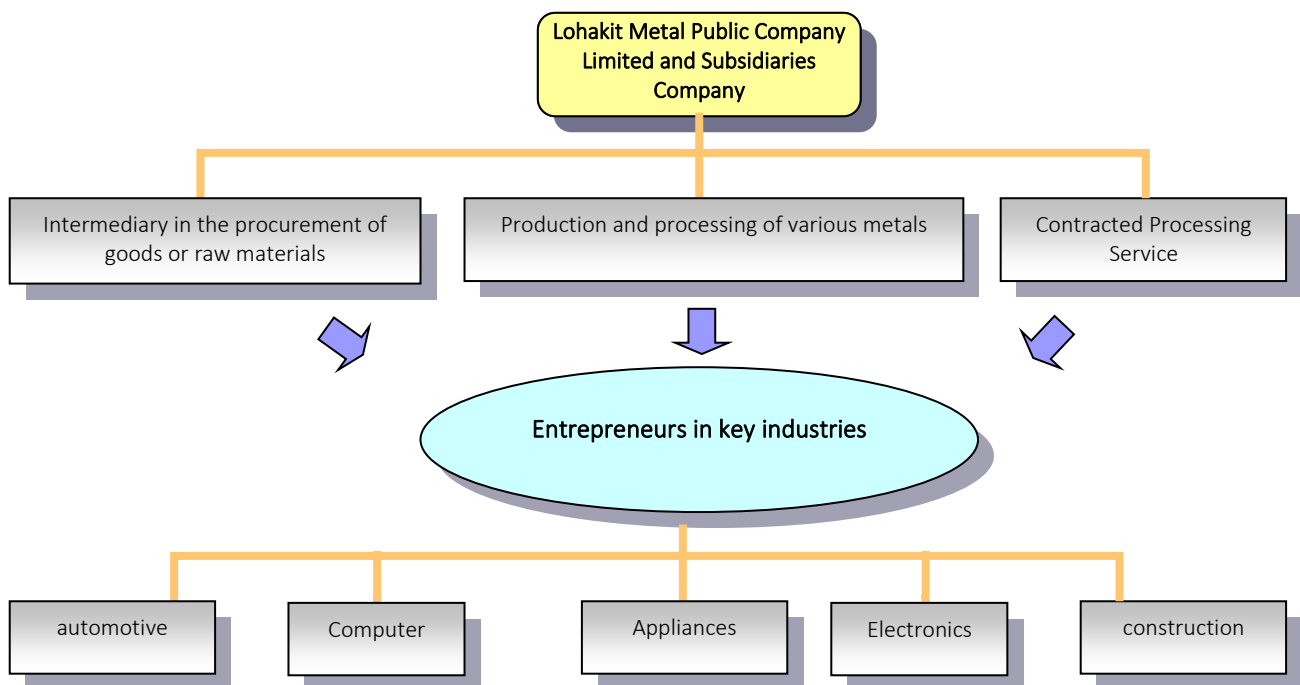 Lohakit Metal Public Company
Limited and Subsidiaries
Company
Intermediary in the procurement of
goods or raw materials
Production and processing of various metals
Contracted Processing
Service
Entrepreneurs in key industries
automotive
Computer
Appliances
Electronics
construction